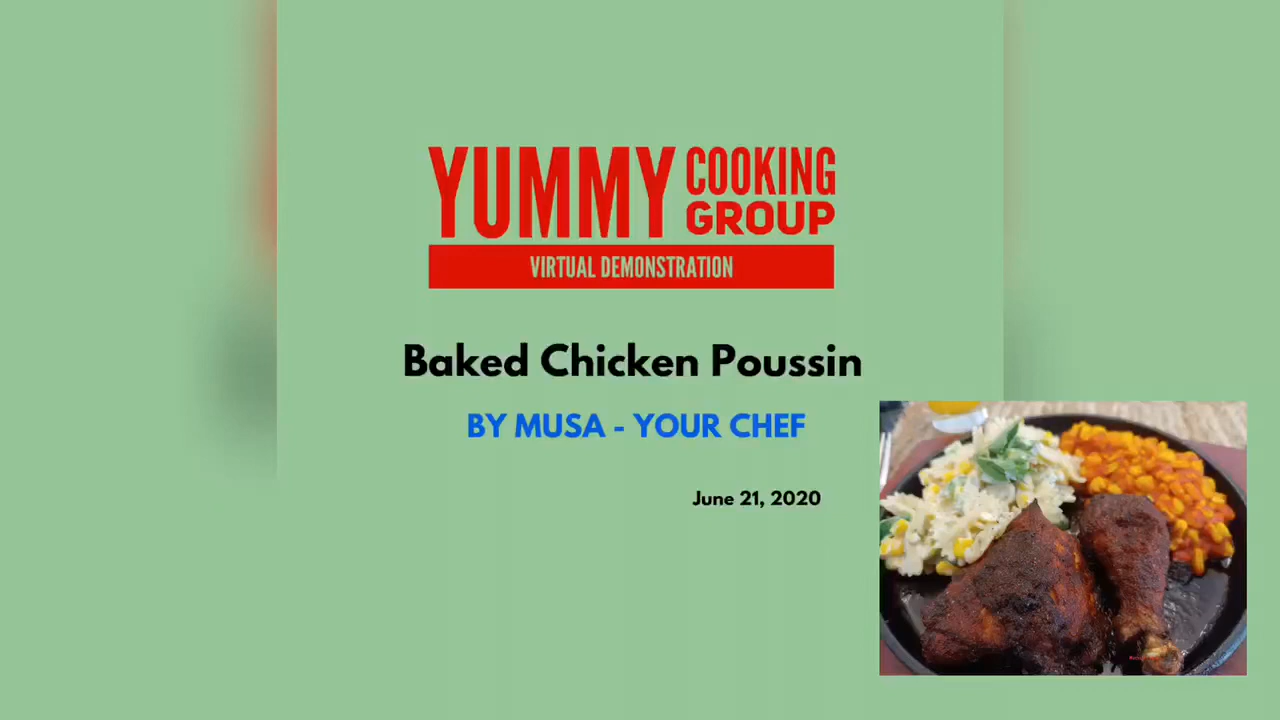 YUMMY COOKING GROUP
VIRTUAL DEMONSTRATION
Baked Chicken Poussin
BY MUSA - YOUR CHEF
June 21, 2020